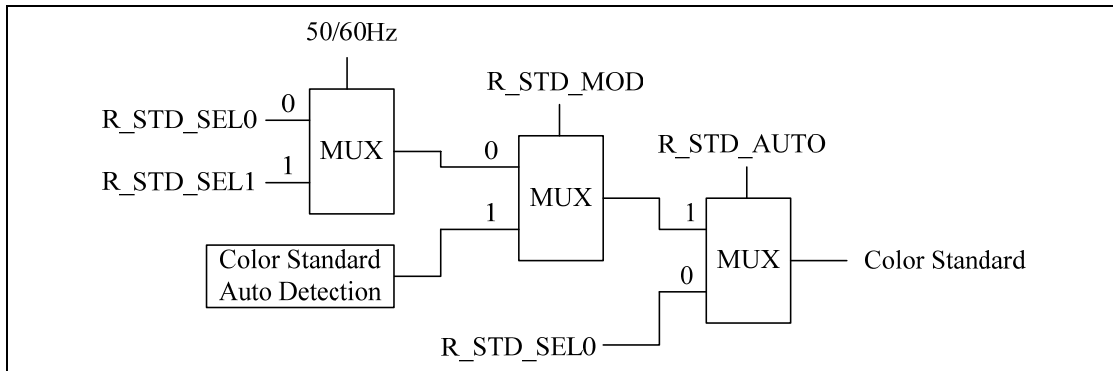 50/60Hz
R_STD_MOD
R_STD_SEL0
0
MUX
R_STD_SEL1
1
0
MUX
1
R_STD_AUTO
1
MUX
0
Color Standard
Color Standard
Auto Detection
R_STD_SEL0